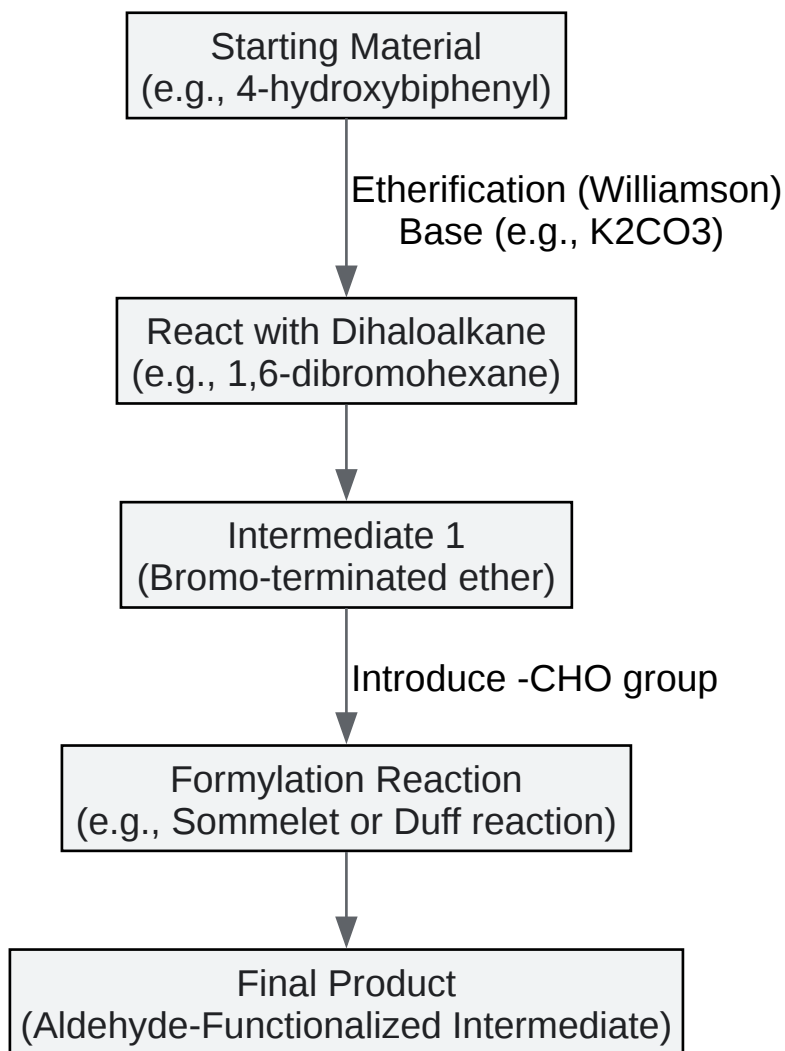 Starting Material
(e.g., 4-hydroxybiphenyl)
Etherification (Williamson)
Base (e.g., K2CO3)
React with Dihaloalkane
(e.g., 1,6-dibromohexane)
Intermediate 1
(Bromo-terminated ether)
Introduce -CHO group
Formylation Reaction
(e.g., Sommelet or Duff reaction)
Final Product
(Aldehyde-Functionalized Intermediate)